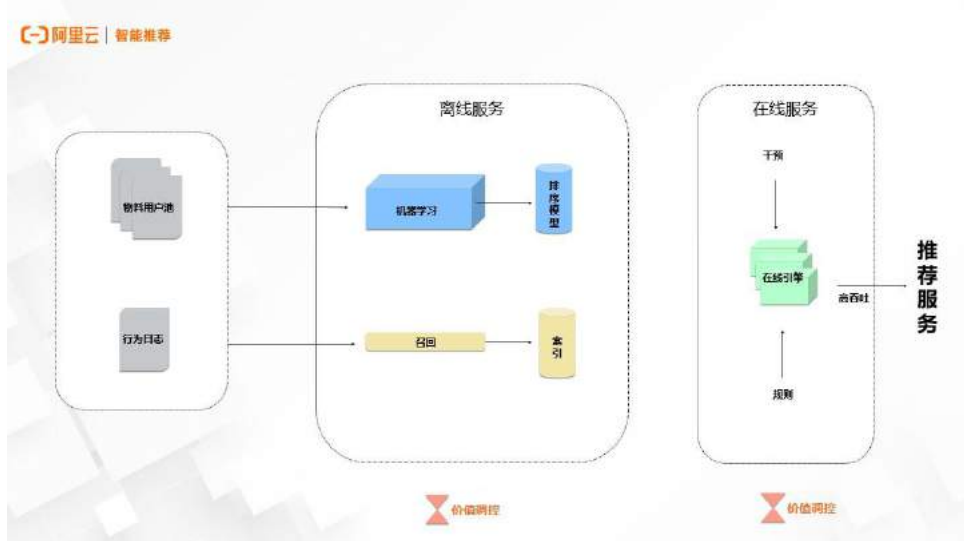 阿里云 | 智能推荐
离线服务
在线服务
物料用户池
机器学习
排序模型
行为日志
召回
索引
干预
在线引擎
高吞吐
规则
推荐服务
价值调控
价值调控